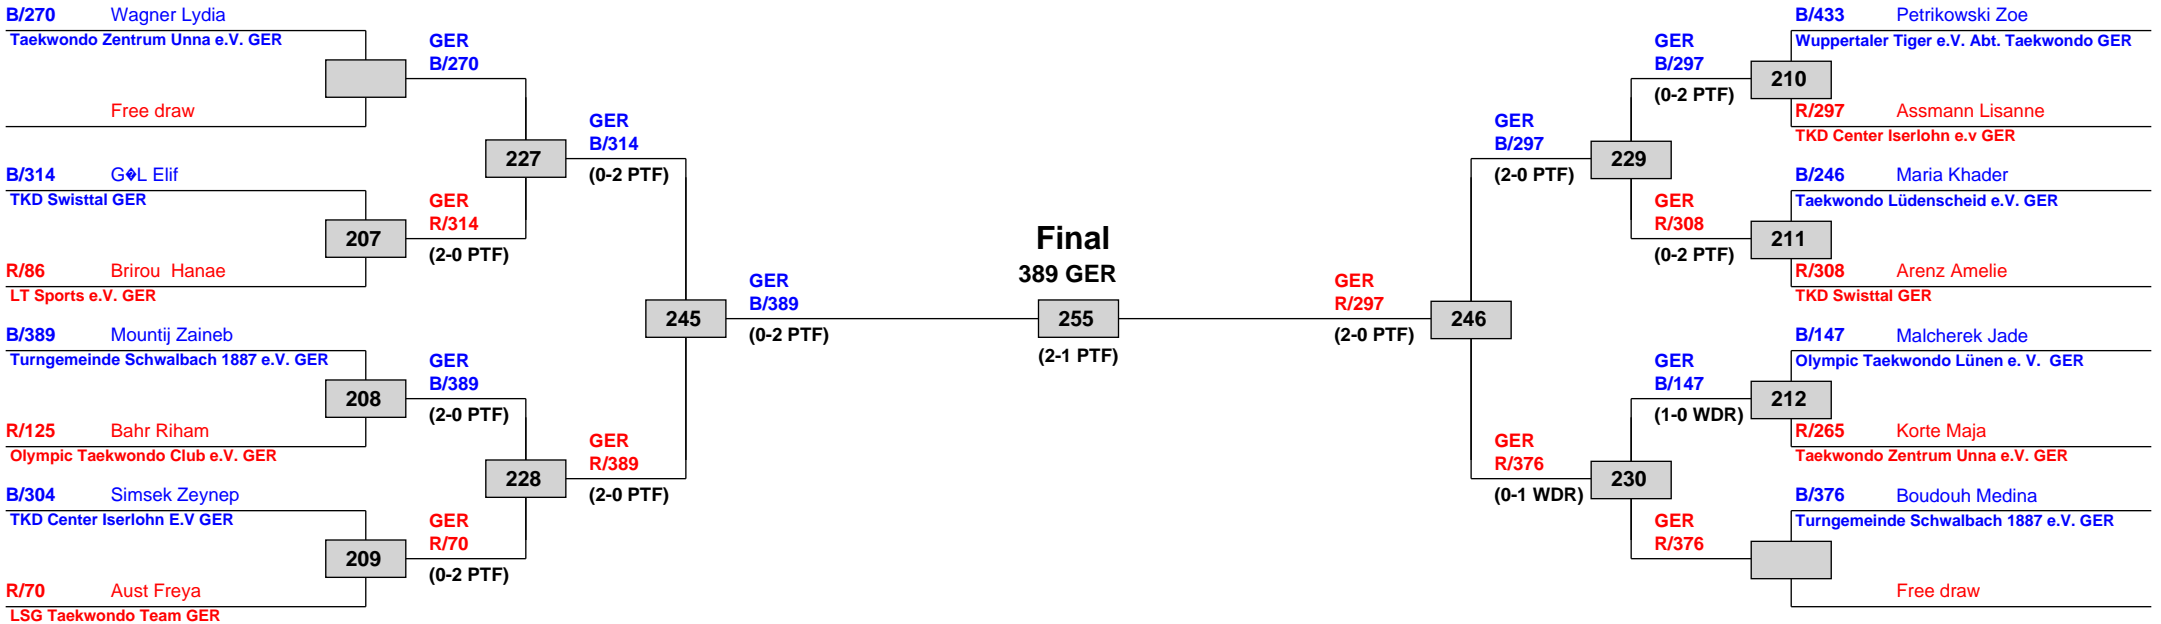 B/270 Wagner Lydia
Taekwondo Zentrum Unna e.V. GER
Free draw
B/314 G�L Elif
TKD Swisttal GER
207
R/86 Brirou  Hanae
LT Sports e.V. GER
B/389 Mountij Zaineb
Turngemeinde Schwalbach 1887 e.V. GER
208
R/125 Bahr Riham
Olympic Taekwondo Club e.V. GER
B/304 Simsek Zeynep
TKD Center Iserlohn E.V GER
209
R/70 Aust Freya
LSG Taekwondo Team GER
GER
B/270
227
GER
R/314
(2-0 PTF)
GER
B/389
(2-0 PTF)
228
GER
R/70
(0-2 PTF)
GER
B/314
(0-2 PTF)
245
GER
R/389
(2-0 PTF)
GER
B/389
(0-2 PTF)
Final
389 GER
255
(2-1 PTF)
GER
R/297
(2-0 PTF)
246
GER
B/297
(2-0 PTF)
GER
R/376
(0-1 WDR)
GER
B/297
(0-2 PTF)
229
GER
R/308
(0-2 PTF)
GER
B/147
(1-0 WDR)
230
GER
R/376
B/433 Petrikowski Zoe
Wuppertaler Tiger e.V. Abt. Taekwondo GER
210
R/297 Assmann Lisanne
TKD Center Iserlohn e.v GER
B/246 Maria Khader
Taekwondo Lüdenscheid e.V. GER
211
R/308 Arenz Amelie
TKD Swisttal GER
B/147 Malcherek Jade
Olympic Taekwondo Lünen e. V.  GER
212
R/265 Korte Maja
Taekwondo Zentrum Unna e.V. GER
B/376 Boudouh Medina
Turngemeinde Schwalbach 1887 e.V. GER
Free draw